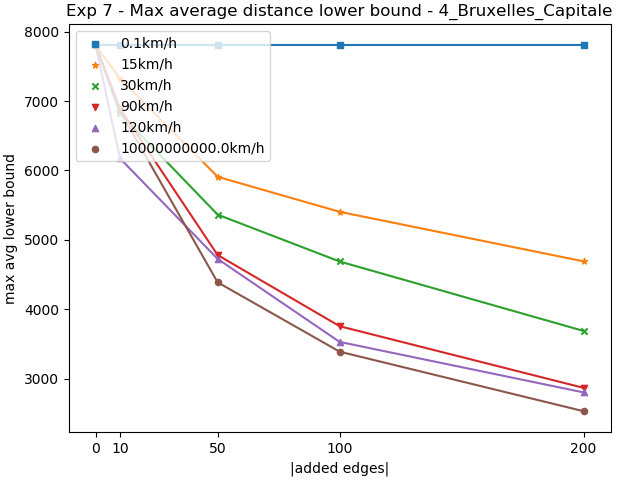 Exp 7 - Max average distance lower bound - 4_Bruxelles_Capitale
8000
7000
6000
5000
4000
3000
max avg lower bound
0.1km/h
15km/h
30km/h
90km/h
120km/h
10000000000.0km/h
0 10 50 100 200
|added edges|